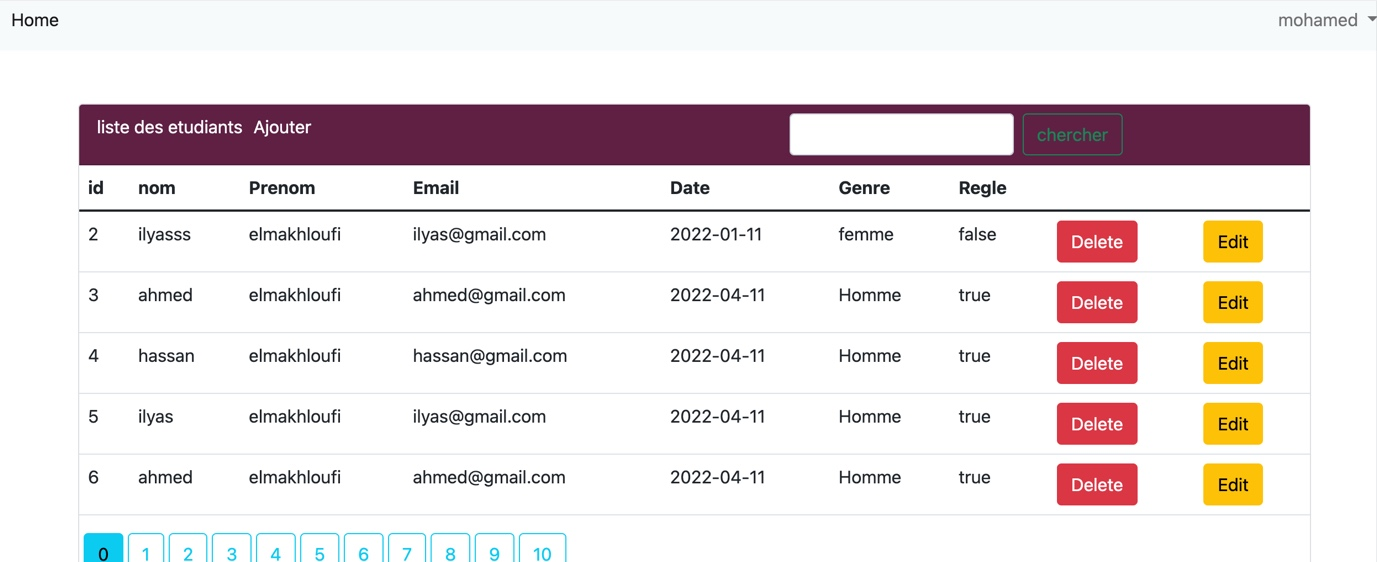 Home mohamed
liste des etudiants Ajouter chercher
id nom Prenom Email Date Genre Regle
2 ilyasss elmakhloufi ilyas@gmail.com 2022-01-11 femme false Delete Edit
3 ahmed elmakhloufi ahmed@gmail.com 2022-04-11 Homme true Delete Edit
4 hassan elmakhloufi hassan@gmail.com 2022-04-11 Homme true Delete Edit
5 ilyas elmakhloufi ilyas@gmail.com 2022-04-11 Homme true Delete Edit
6 ahmed elmakhloufi ahmed@gmail.com 2022-04-11 Homme true Delete Edit
0 1 2 3 4 5 6 7 8 9 10